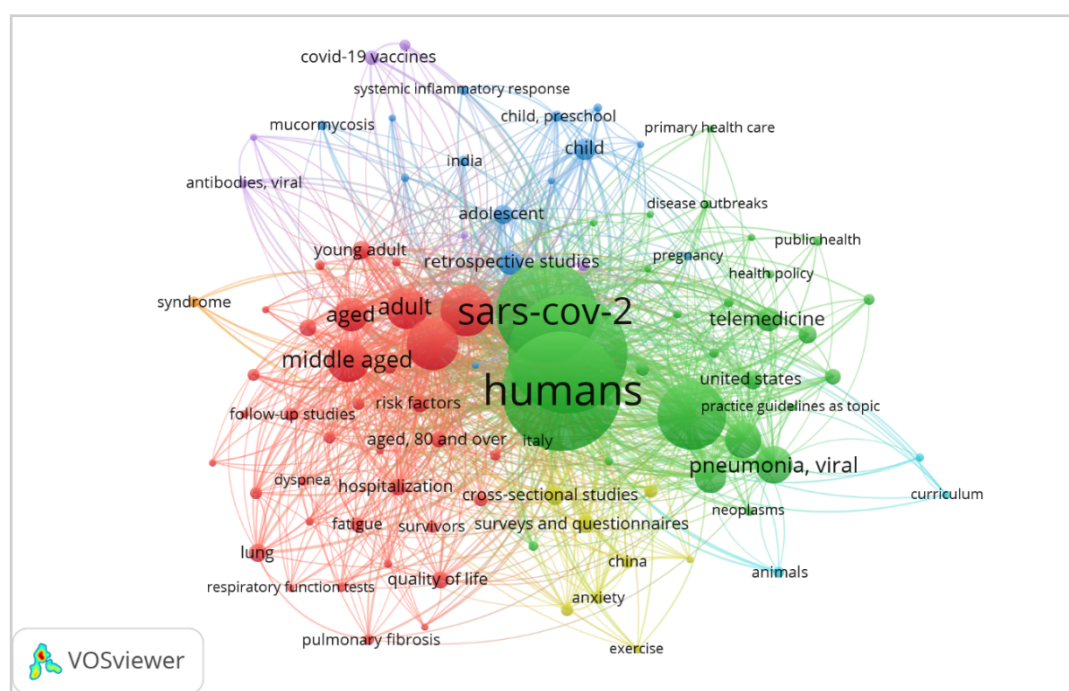 covid-19 vaccines
systemic inflammatory response
child, preschool
mucormycosis
primary health care
child
india
antibodies, viral
disease outbreaks
adolescent
public health
young adult
retrospective studies
pregnancy
health policy
syndrome
aged
adult
sars-cov-2
telemedicine
middle aged
humans
united states
practice guidelines as topic
follow-up studies
risk factors
aged, 80 and over
italy
pneumonia, viral
dyspnea
hospitalization
cross-sectional studies
curriculum
neoplasms
fatigue
survivors
surveys and questionnaires
lung
china
animals
respiratory function tests
quality of life
anxiety
pulmonary fibrosis
exercise
VOSviewer